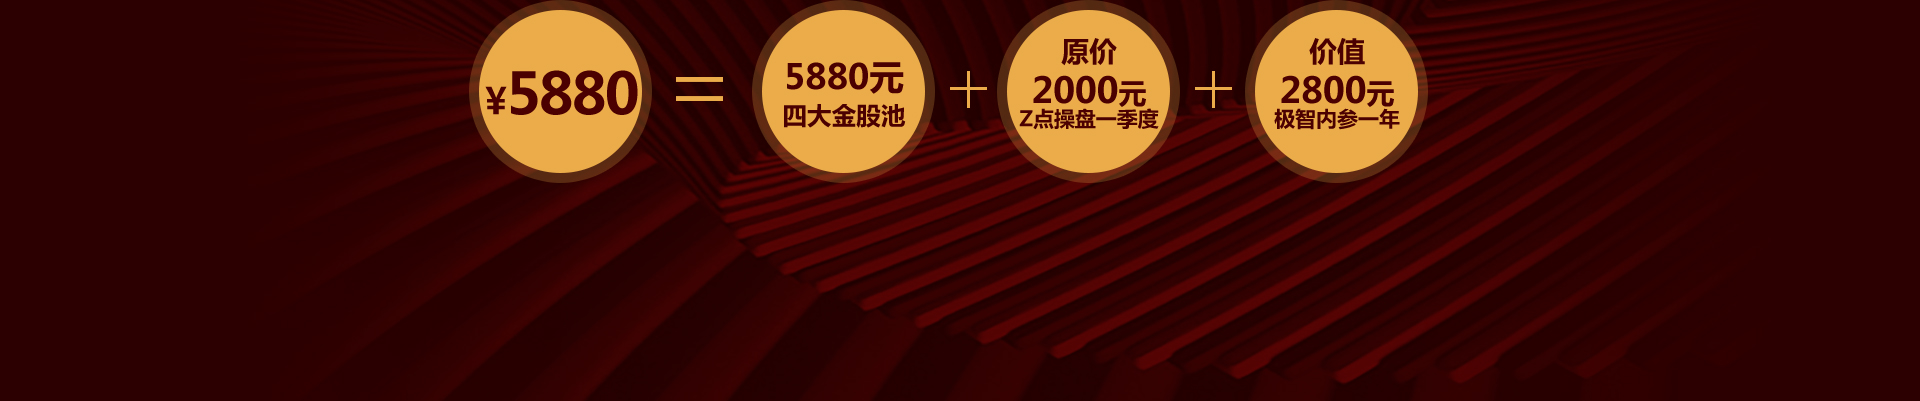 ¥5880
=
5880元
四大金股池
+
原价
2000元
Z点操盘一季度
+
价值
2800元
极智内参一年